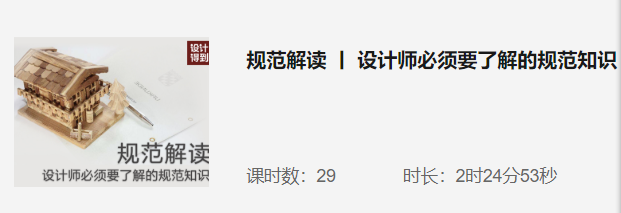 设计
得到
规范解读
设计师必须要了解的规范知识
规范解读 丨 设计师必须要了解的规范知识
课时数：29
时长：2时24分53秒